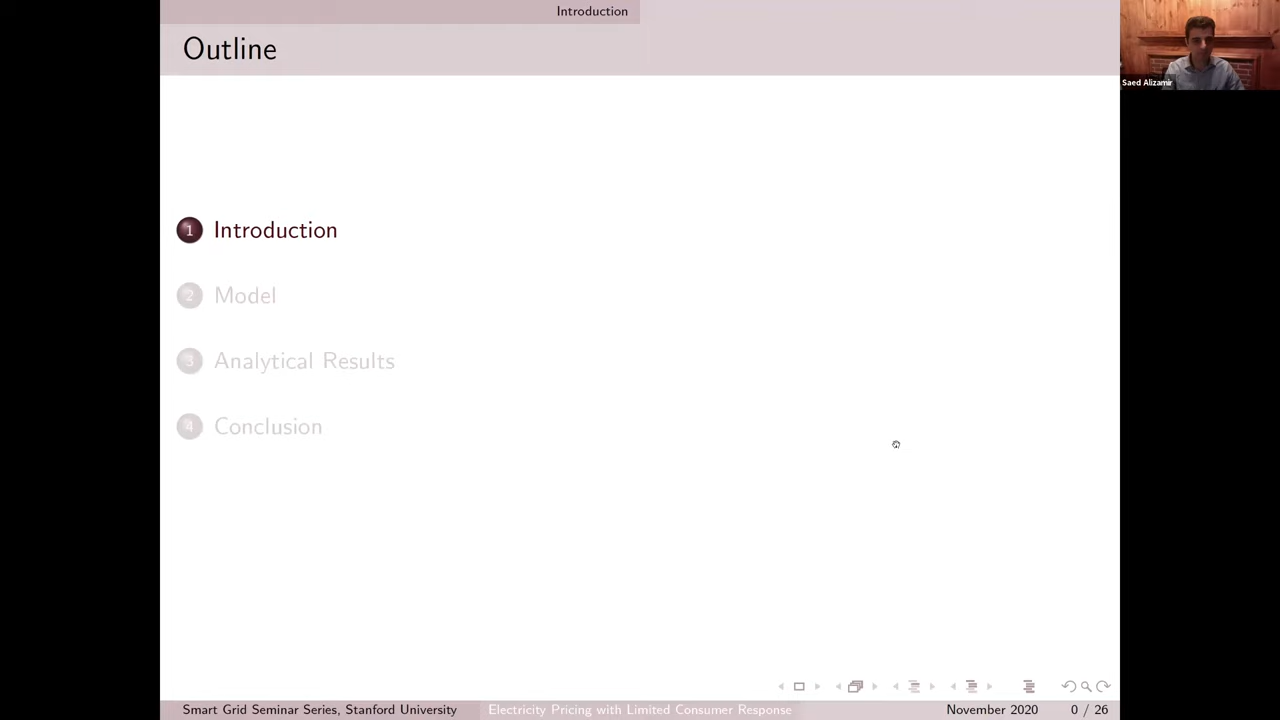 Introduction
Outline
Saed Alizamir
1 Introduction
2 Model
3 Analytical Results
4 Conclusion
Smart Grid Seminar Series, Stanford University
Electricity Pricing with Limited Consumer Response
November 2020
0 / 26